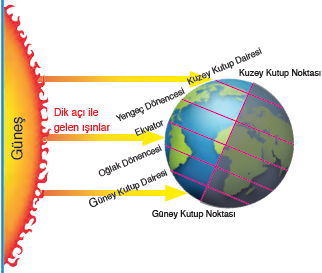 Güneş
Dik açı ile
gelen ışınlar
Kuzey Kutup Dairesi
Kuzey Kutup Noktası
Yengeç Dönencesi
Ekvator
Oğlak Dönencesi
Güney Kutup Dairesi
Güney Kutup Noktası